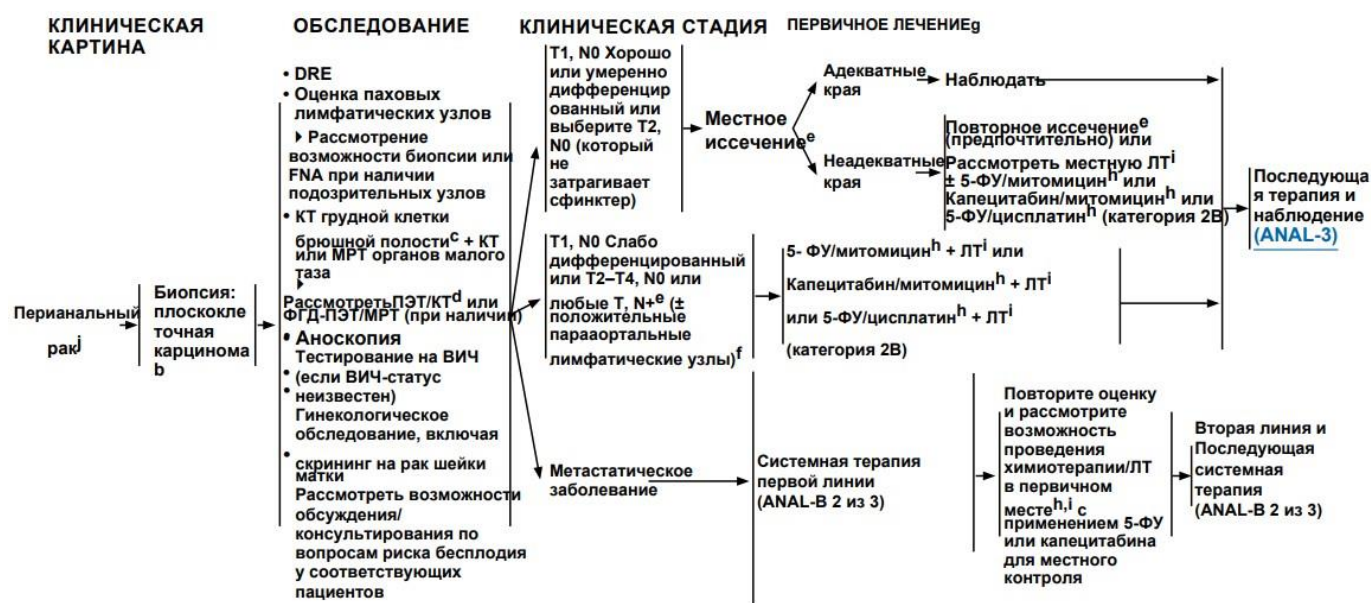 КЛИНИЧЕСКАЯ
КАРТИНА
ОБСЛЕДОВАНИЕ
КЛИНИЧЕСКАЯ СТАДИЯ
ПЕРВИЧНОЕ ЛЕЧЕНИЕg
Перианальный
ракj
Биопсия:
плоскокле
точная
карцинома
b
• DRE
• Оценка паховых
лимфатических узлов
▶ Рассмотрение
возможности биопсии или
FNA при наличии
подозрительных узлов
• КТ грудной клетки
брюшной полостиc + КТ
или МРТ органов малого
таза
▶
РассмотретьПЭТ/КТd или
ФГД-ПЭТ/МРТ (при наличии)
• Аноскопия
Тестирование на ВИЧ
• (если ВИЧ-статус
• неизвестен)
Гинекологическое
обследование, включая
•
скрининг на рак шейки
матки
Рассмотреть возможности
обсуждения/
консультирования по
вопросам риска бесплодия
у соответствующих
пациентов
T1, N0 Хорошо
или умеренно
дифференцир
ованный или
выберите T2,
N0 (который
не
затрагивает
сфинктер)
Местное
иссечениеe
Адекватные
края
Наблюдать
Неадекватные
края
Повторное иссечениеe
(предпочтительно) или
Рассмотреть местную ЛТi
± 5-ФУ/митомицинh или
Капецитабин/митомицинh или
5-ФУ/цисплатинh (категория 2B)
Последующа
я терапия и
наблюдение
(ANAL-3)
T1, N0 Слабо
дифференцированный
или T2–T4, N0 или
любые T, N+e (±
положительные
парааортальные
лимфатические узлы)f
5- ФУ/митомицинh + ЛТi или
Капецитабин/митомицинh + ЛТi
или 5-ФУ/цисплатинh + ЛТi
(категория 2B)
Метастатическое
заболевание
Системная терапия
первой линии
(ANAL-B 2 из 3)
Повторите оценку
и рассмотрите
возможность
проведения
химиотерапии/ЛТ
в первичном
местеh,i с
применением 5-ФУ
или капецитабина
для местного
контроля
Вторая линия и
Последующая
системная
терапия
(ANAL-B 2 из 3)